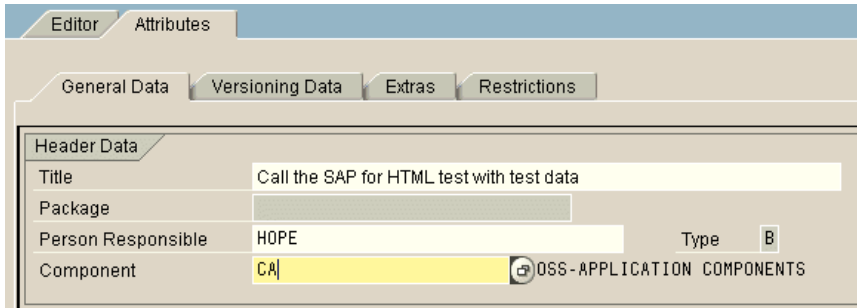 Editor Attributes
General Data Versioning Data Extras Restrictions
Header Data
Title Call the SAP for HTML test with test data
Package
Person Responsible HOPE Type B
Component CA OSS-APPLICATION COMPONENTS